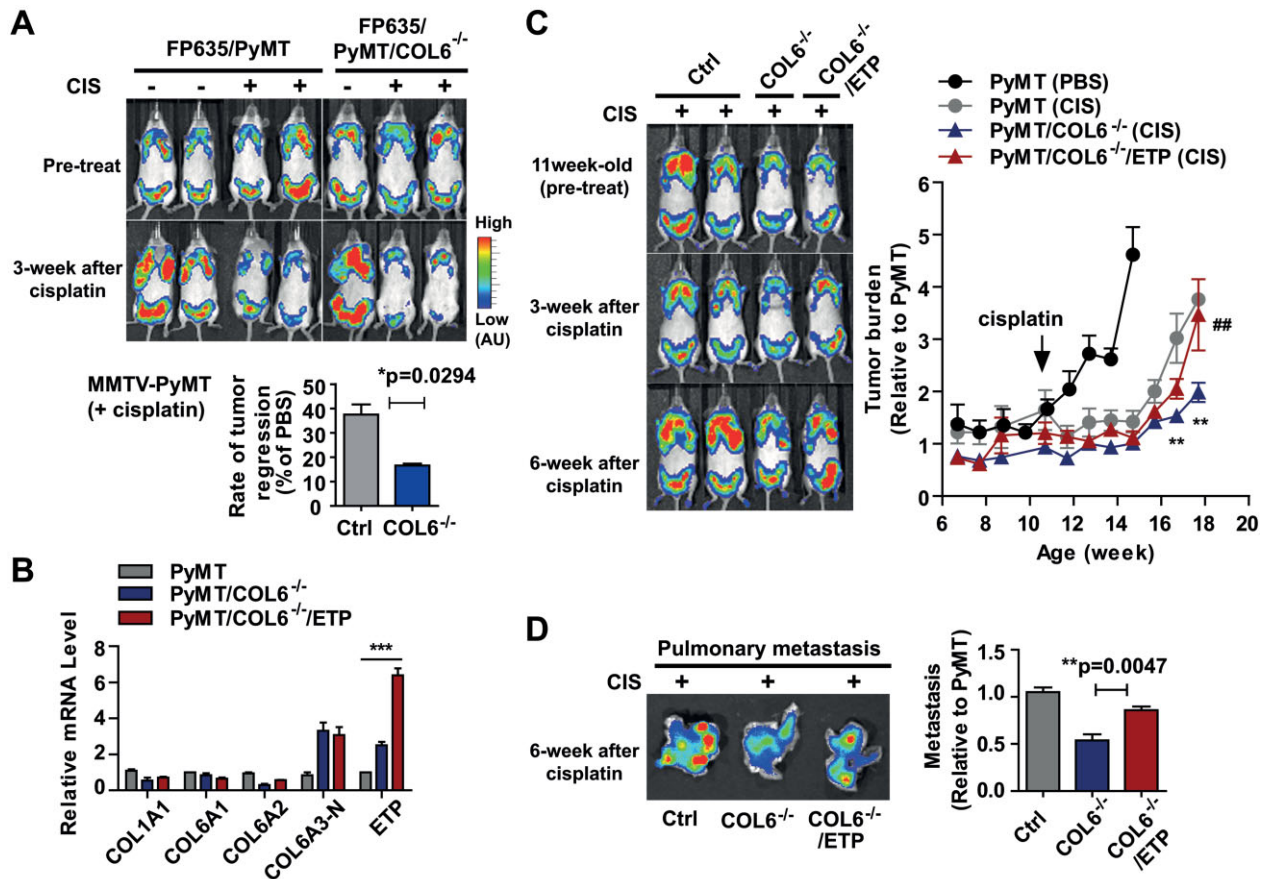 A
FP635/PyMT
FP635/
PyMT/COL6-/-
CIS
- - + + - + +
Pre-treat
3-week after
cisplatin
High
Low
(AU)
MMTV-PyMT
(+ cisplatin)
Rate of tumor
regression
(% of PBS)
50
40
30
20
10
0
*p=0.0294
Ctrl COL6-/-
B
PyMT
PyMT/COL6-/-
PyMT/COL6-/-/ETP
Relative mRNA Level
8
6
4
2
0
***
COL1A1
COL6A1
COL6A2
COL6A3-N
ETP
C
Ctrl
COL6-/-
COL6-/-
/ETP
CIS
+ + + +
11week-old
(pre-treat)
3-week after
cisplatin
6-week after
cisplatin
PyMT (PBS)
PyMT (CIS)
PyMT/COL6-/- (CIS)
PyMT/COL6-/-/ETP (CIS)
Tumor burden
(Relative to PyMT)
6
5
4
3
2
1
0
cisplatin
##
**
**
6 8 10 12 14 16 18 20
Age (week)
D
Pulmonary metastasis
CIS + + +
6-week after
cisplatin
Ctrl COL6-/- COL6-/-
/ETP
Metastasis
(Relative to PyMT)
1.5
1.0
0.5
0
**p=0.0047
Ctrl
COL6-/-
COL6-/-
/ETP